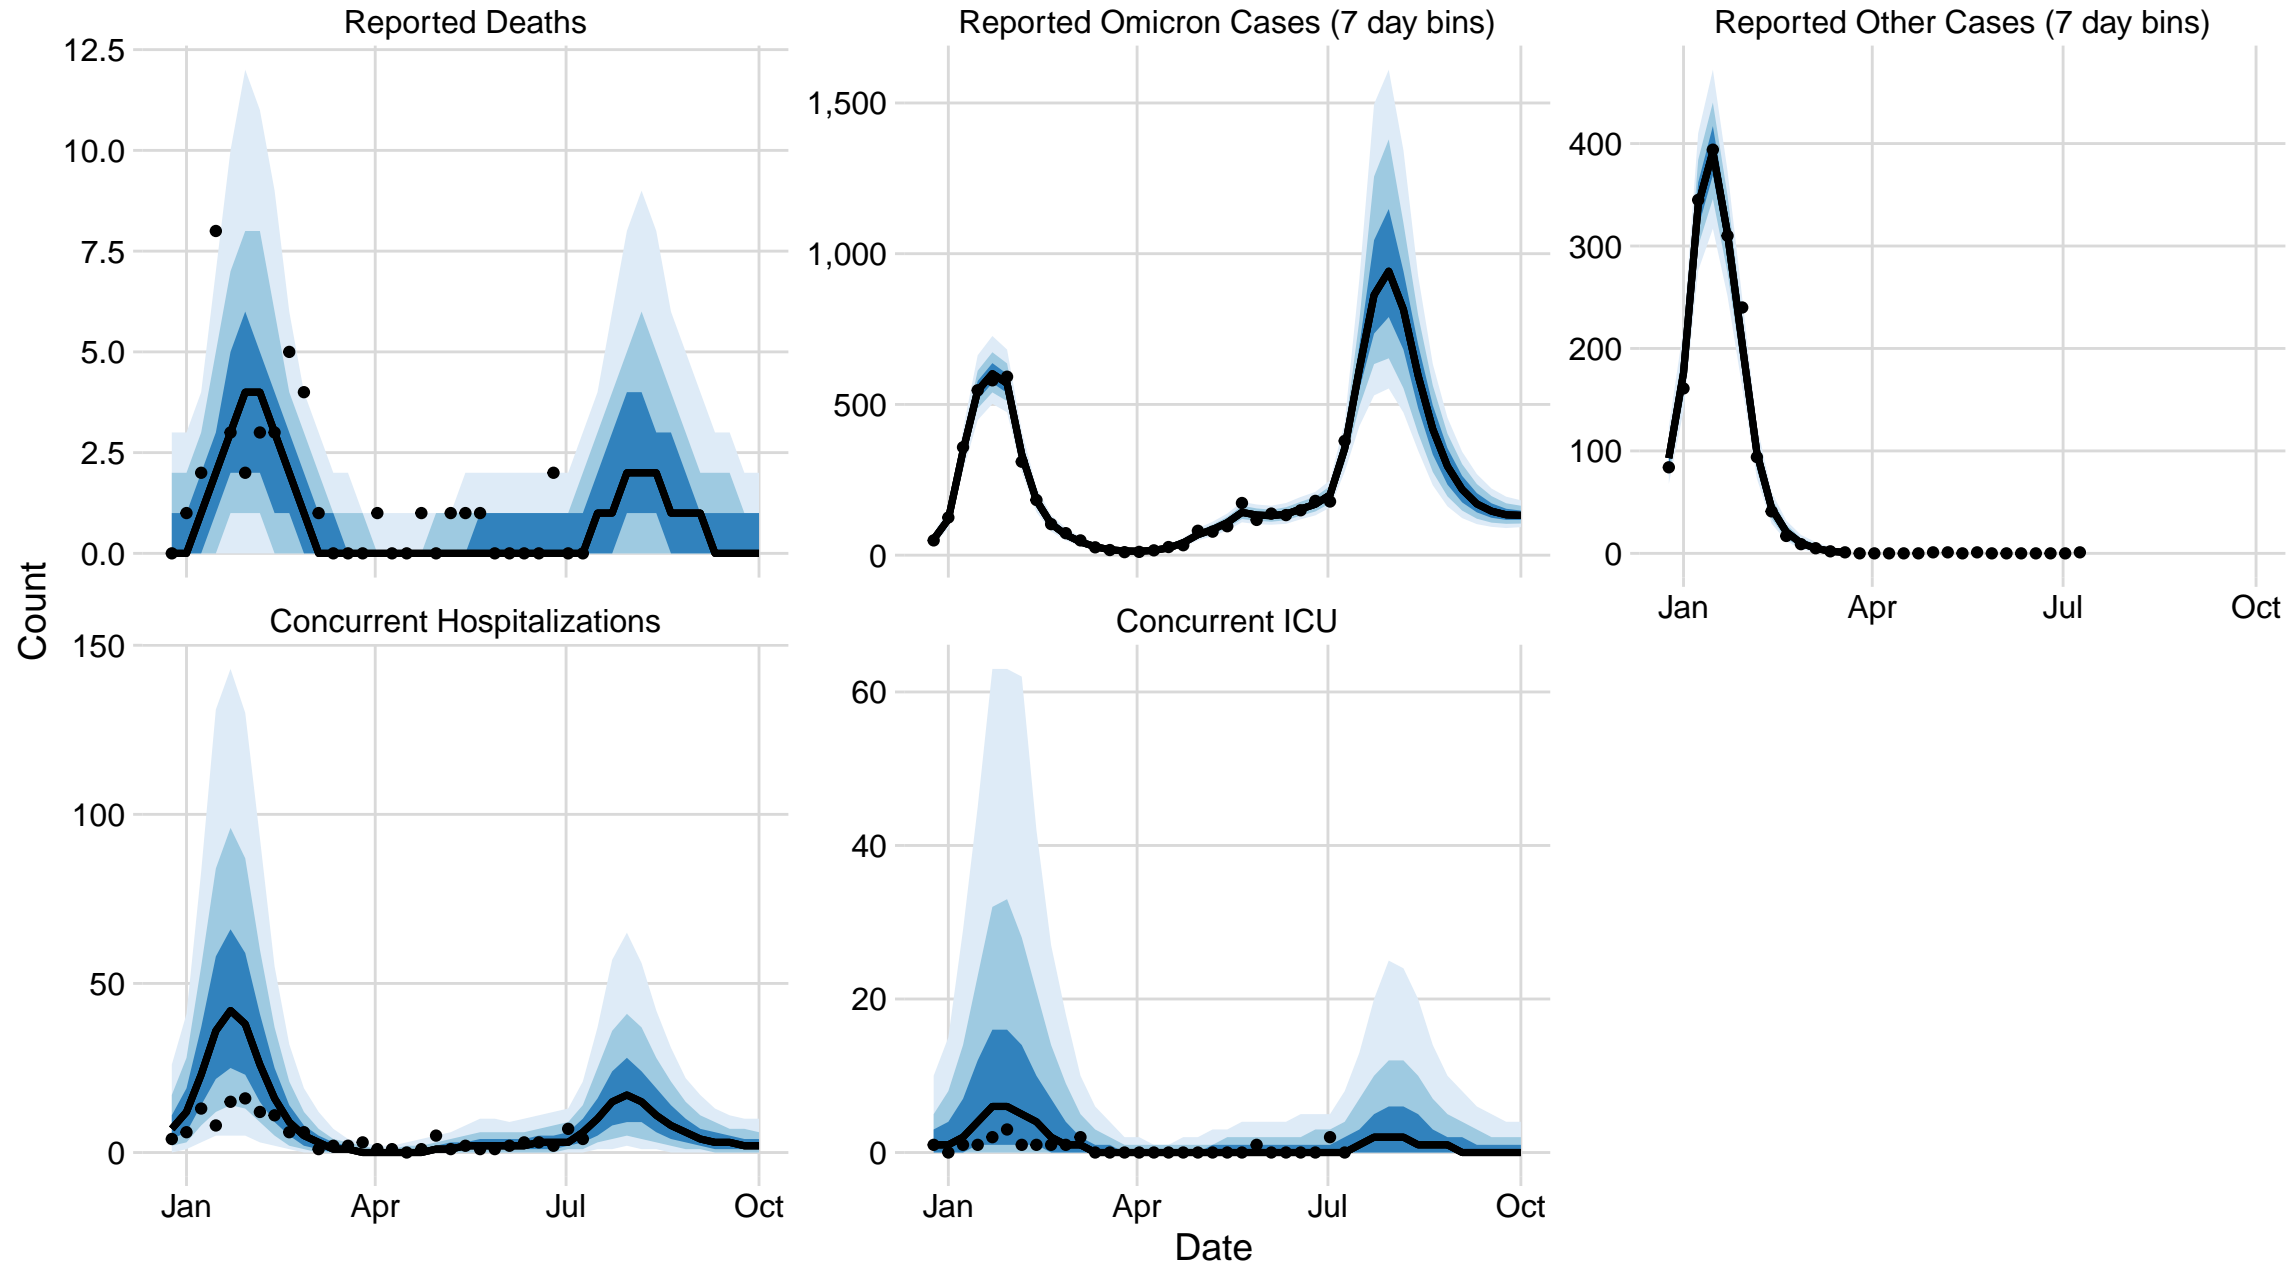 Reported Deaths
Reported Omicron Cases (7 day bins)
Reported Other Cases (7 day bins)
12.5
10.0
7.5
5.0
2.5
0.0
1,500
1,000
500
0
400
300
200
100
0
Jan Apr Jul Oct
Count
Concurrent Hospitalizations
Concurrent ICU
150
100
50
0
60
40
20
0
Jan Apr Jul Oct
Jan Apr Jul Oct
Date